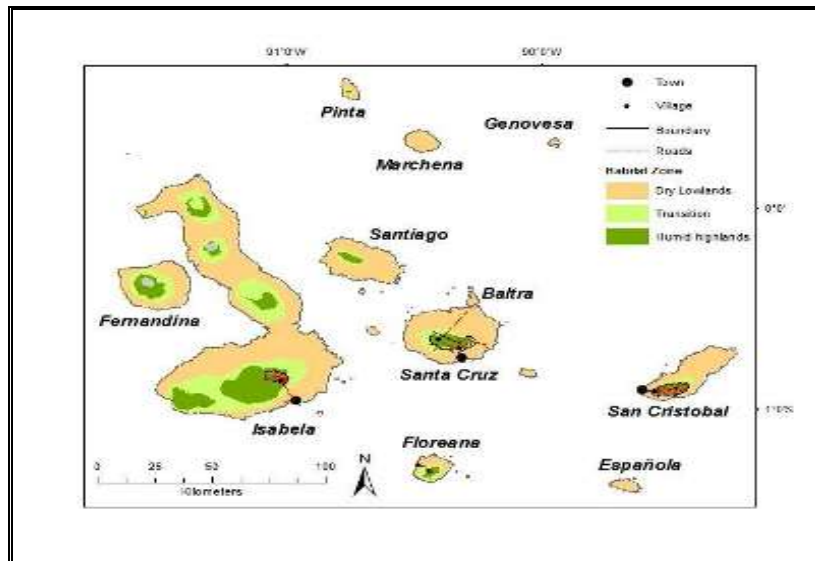 91°0'W
90°0'W
Pinta
Genovesa
Marchena
Town
Village
Boundary
Roads
Habitat Zone
Dry Lowlands
Transition
Humid highlands
0°0'
Santiago
Baltra
Fernandina
Santa Cruz
San Cristobal
1°0'S
Isabela
Floreana
Española
N
0 25 50 100
Kilometers